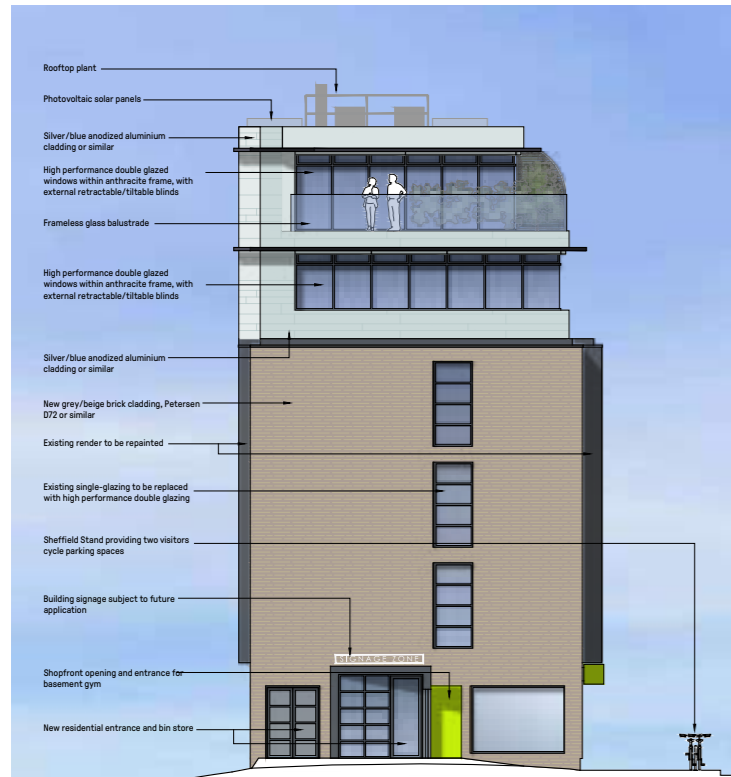 Rooftop plant
Photovoltaic solar panels
Silver/blue anodized aluminium
cladding or similar
High performance double glazed
windows within anthracite frame, with
external retractable/tiltable blinds
Frameless glass balustrade
High performance double glazed
windows within anthracite frame, with
external retractable/tiltable blinds
Silver/blue anodized aluminium
cladding or similar
New grey/beige brick cladding, Petersen
D72 or similar
Existing render to be repainted
Existing single-glazing to be replaced
with high performance double glazing
Sheffield Stand providing two visitors
cycle parking spaces
Building signage subject to future
application
SIGNAGE ZONE
Shopfront opening and entrance for
basement gym
New residential entrance and bin store